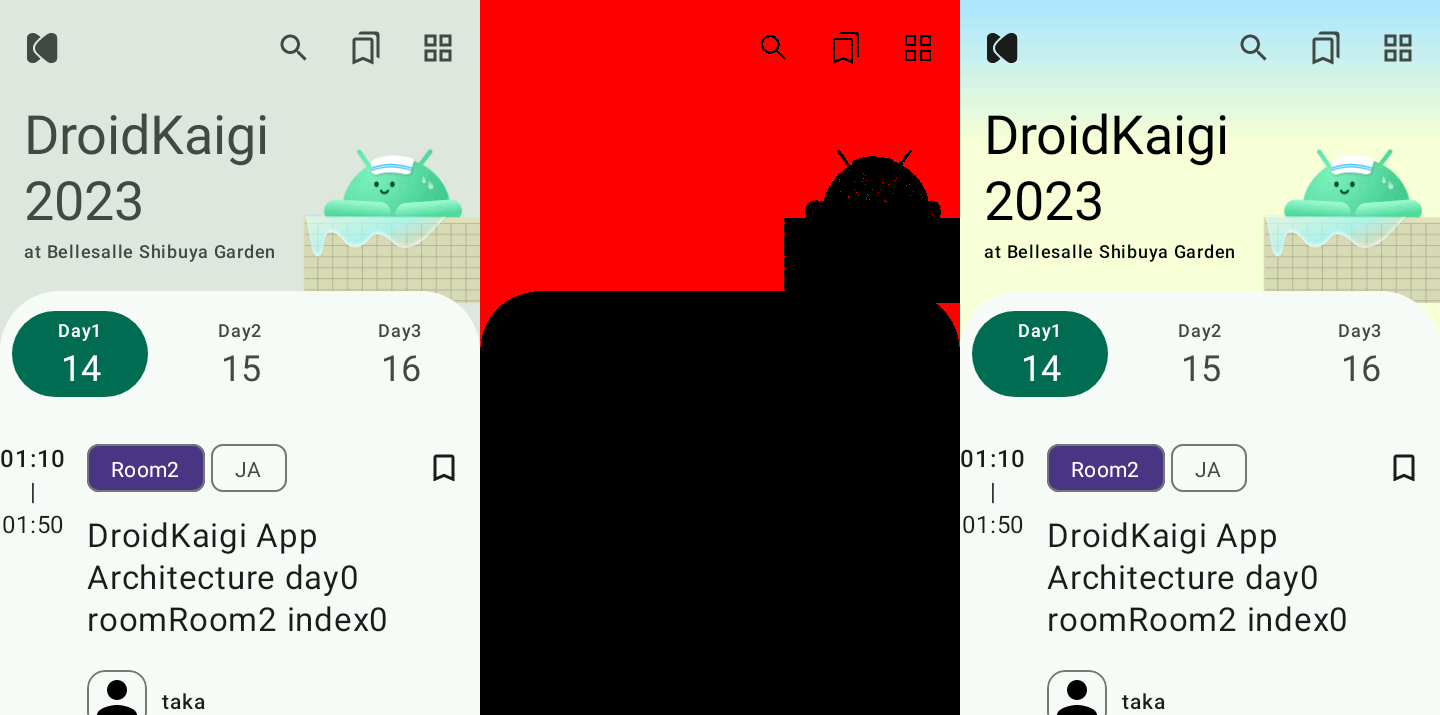 DroidKaigi
2023
at Bellesalle Shibuya Garden
Day1
14
Day2
15
Day3
16
01:10
|
01:50
Room2
JA
DroidKaigi App
Architecture day0
roomRoom2 index0
taka
DroidKaigi
2023
at Bellesalle Shibuya Garden
Day1
14
Day2
15
Day3
16
01:10
|
01:50
Room2
JA
DroidKaigi App
Architecture day0
roomRoom2 index0
taka